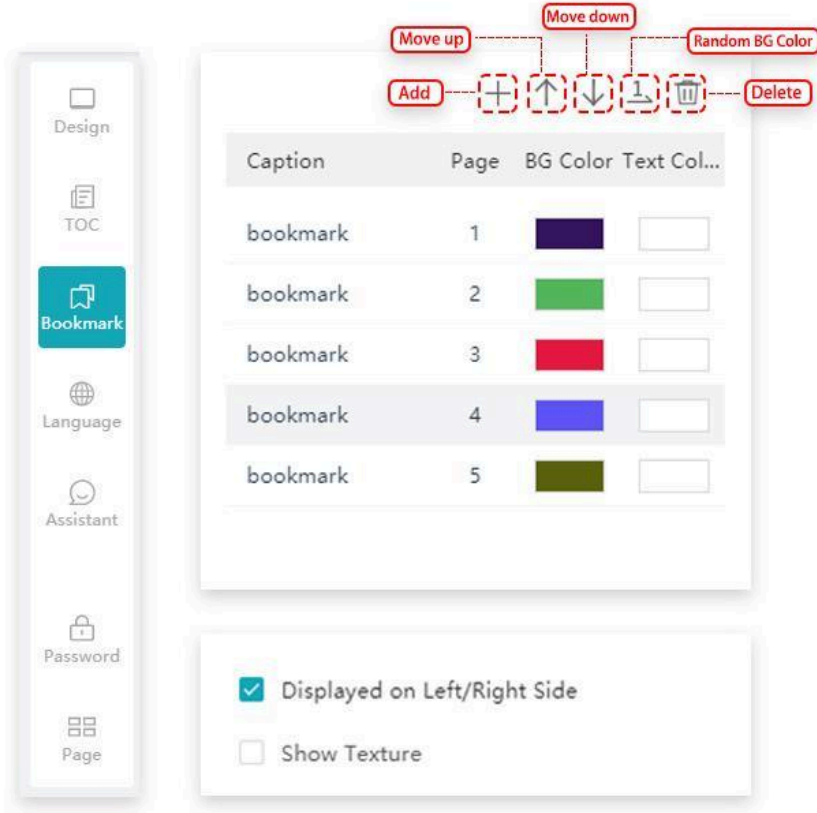 Move down
Move up
Random BG Color
Add
1
Delete
Design
TOC
Bookmark
Language
Assistant
Password
Page
Caption Page BG Color Text Col...
bookmark 1
bookmark 2
bookmark 3
bookmark 4
bookmark 5
Displayed on Left/Right Side
Show Texture